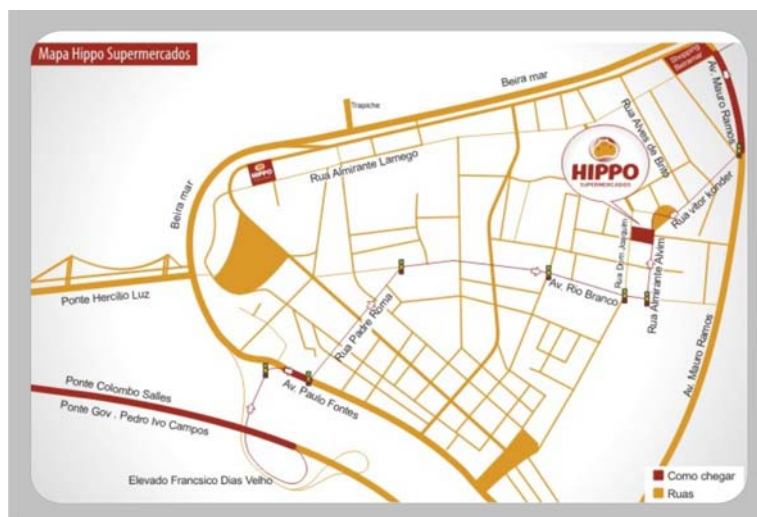 Mapa Hippo Supermercados
Beira mar
Shopping Beiramar
Av. Mauro Ramos
Trapiche
Rua Alves de Brito
HIPPO
SUPERMERCADOS
HIPPO
Rua Almirante Lamego
Beira mar
Rua vitor konder
Rua Dom Joaquim
Rua Almirante Alvim
Ponte Hercílio Luz
Av. Rio Branco
Rua Padre Roma
Av. Mauro Ramos
Ponte Colombo Salles
Av. Paulo Fontes
Ponte Gov . Pedro Ivo Campos
Elevado Francsico Dias Velho
Como chegar
Ruas